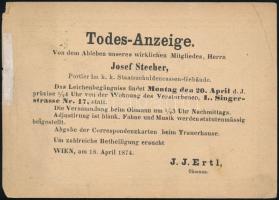 Todes-Anzeige.
Von dem Ableben unseres wirklichen Mitgliedes, Herrn
Josef Stecher,
Portier im k. k. Staatsschuldencassen-Gebäude.
Das Leichenbegängniss findet Montag den 20. April d. J.
präcise 1/24 Uhr von der Wohnung des Verstorbenen, I., Singer-
strasse Nr. 17, statt.
Die Versammlung beim Obmann um 1/43 Uhr Nachmittags.
Adjustirung ist blank. Fahne und Musik werden statutenmässig
beigestellt.
Abgabe der Correspondenzkarten beim Trauerhause.
Um zahlreiche Betheiligung ersucht
WIEN, am 18. April 1874.
J. J. Ertl,
Obmann.